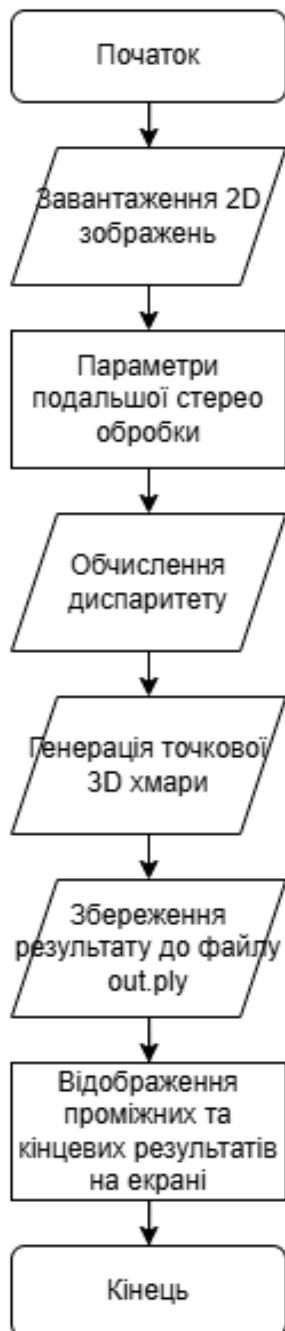 Початок
Завантаження 2D
зображень
Параметри
подальшої стерео
обробки
Обчислення
диспаритету
Генерація точкової
3D хмари
Збереження
результату до файлу
out.ply
Відображення
проміжних та
кінцевих результатів
на екрані
Кінець